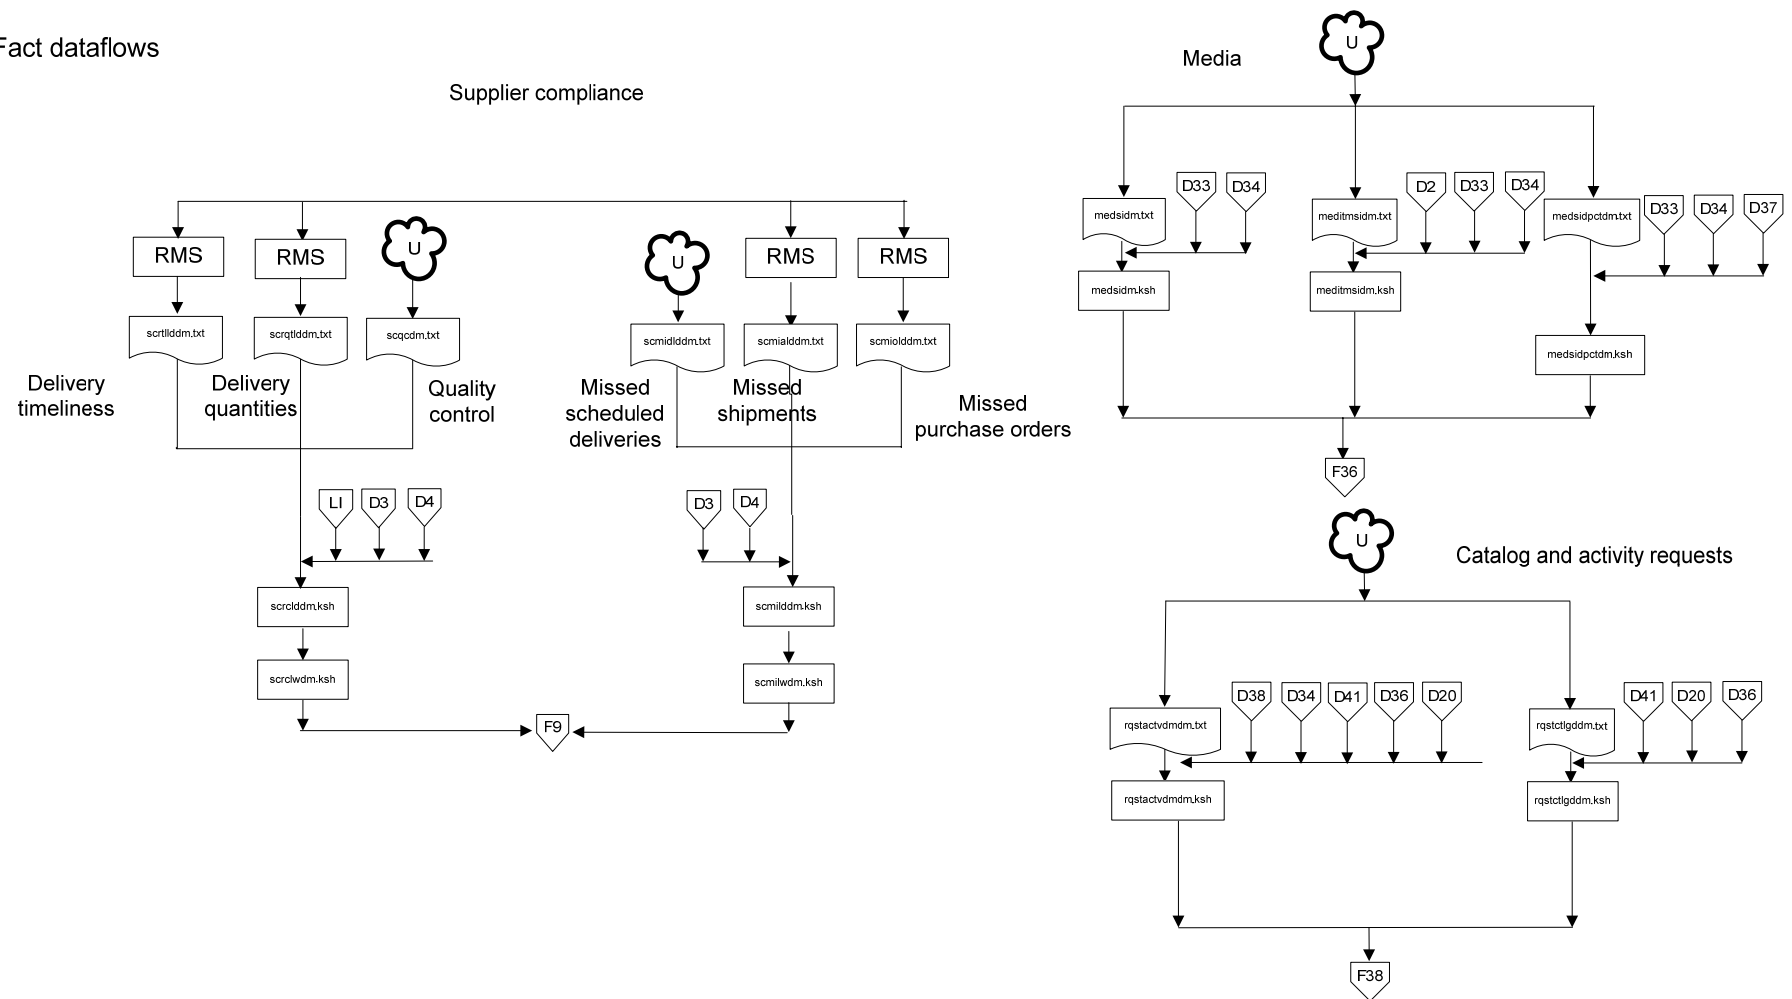 Fact dataflows
Supplier compliance
RMS
RMS
U
U
RMS
RMS
scrtllddm.txt
scrqtlddm.txt
scqcdm.txt
scmidlddm.txt
scmialddm.txt
scmiolddm.txt
Delivery
timeliness
Delivery
quantities
Quality
control
Missed
scheduled
deliveries
Missed
shipments
Missed
purchase orders
LI
D3
D4
D3
D4
scrclddm.ksh
scmilddm.ksh
scrclwdm.ksh
scmilwdm.ksh
F9
Media
U
D33
D34
D2
D33
D34
D33
D34
D37
medsidm.txt
meditmsidm.txt
medsidpctdm.txt
medsidm.ksh
meditmsidm.ksh
medsidpctdm.ksh
F36
U
Catalog and activity requests
D38
D34
D41
D36
D20
D41
D20
D36
rqstactvdmdm.txt
rqstctlgddm.txt
rqstactvdmdm.ksh
rqstctlgddm.ksh
F38